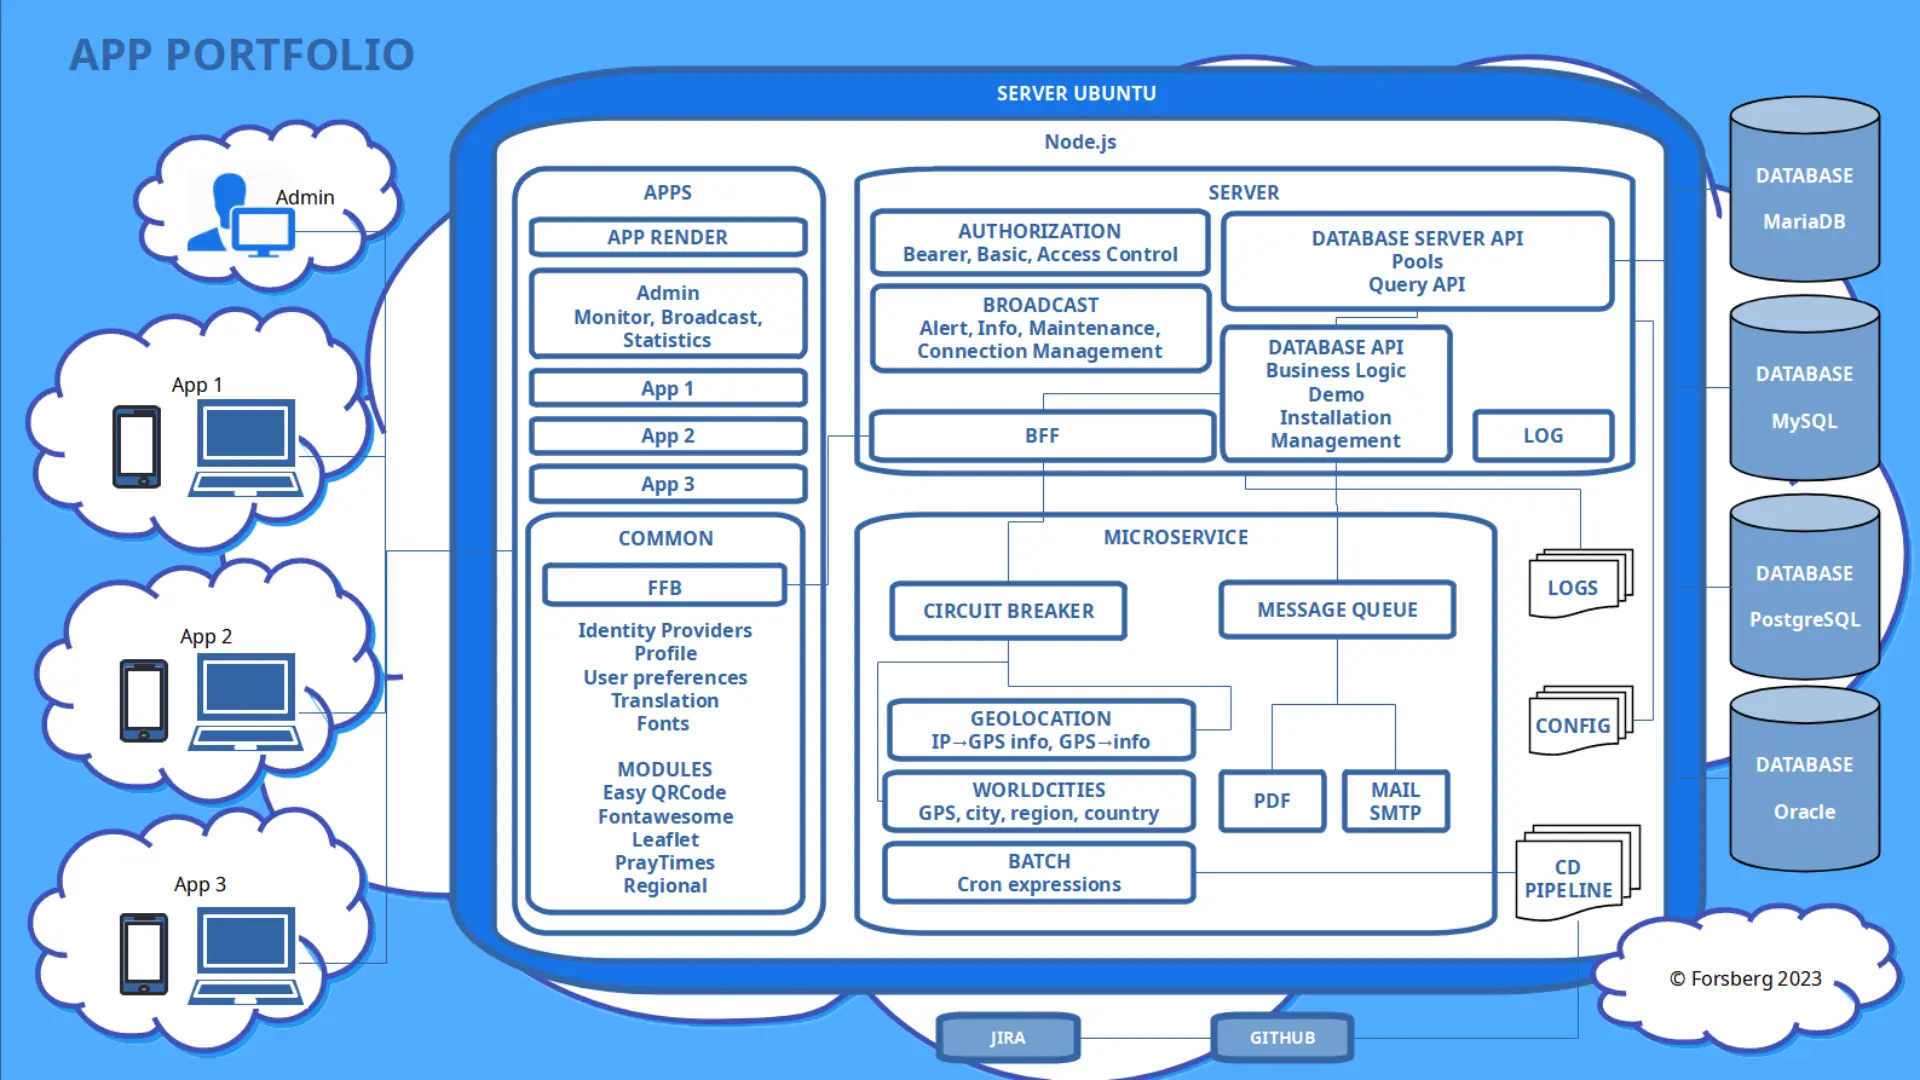 APP PORTFOLIO
SERVER UBUNTU
Node.js
Admin
App 1
App 2
App 3
APPS
APP RENDER
Admin
Monitor, Broadcast,
Statistics
App 1
App 2
App 3
COMMON
FFB
Identity Providers
Profile
User preferences
Translation
Fonts
MODULES
Easy QRCode
Fontawesome
Leaflet
PrayTimes
Regional
SERVER
AUTHORIZATION
Bearer, Basic, Access Control
BROADCAST
Alert, Info, Maintenance,
Connection Management
BFF
DATABASE SERVER API
Pools
Query API
DATABASE API
Business Logic
Demo
Installation
Management
LOG
MICROSERVICE
CIRCUIT BREAKER
MESSAGE QUEUE
GEOLOCATION
IP→GPS info, GPS→info
WORLDCITIES
GPS, city, region, country
BATCH
Cron expressions
PDF
MAIL
SMTP
LOGS
CONFIG
CD
PIPELINE
DATABASE
MariaDB
DATABASE
MySQL
DATABASE
PostgreSQL
DATABASE
Oracle
© Forsberg 2023
JIRA
GITHUB